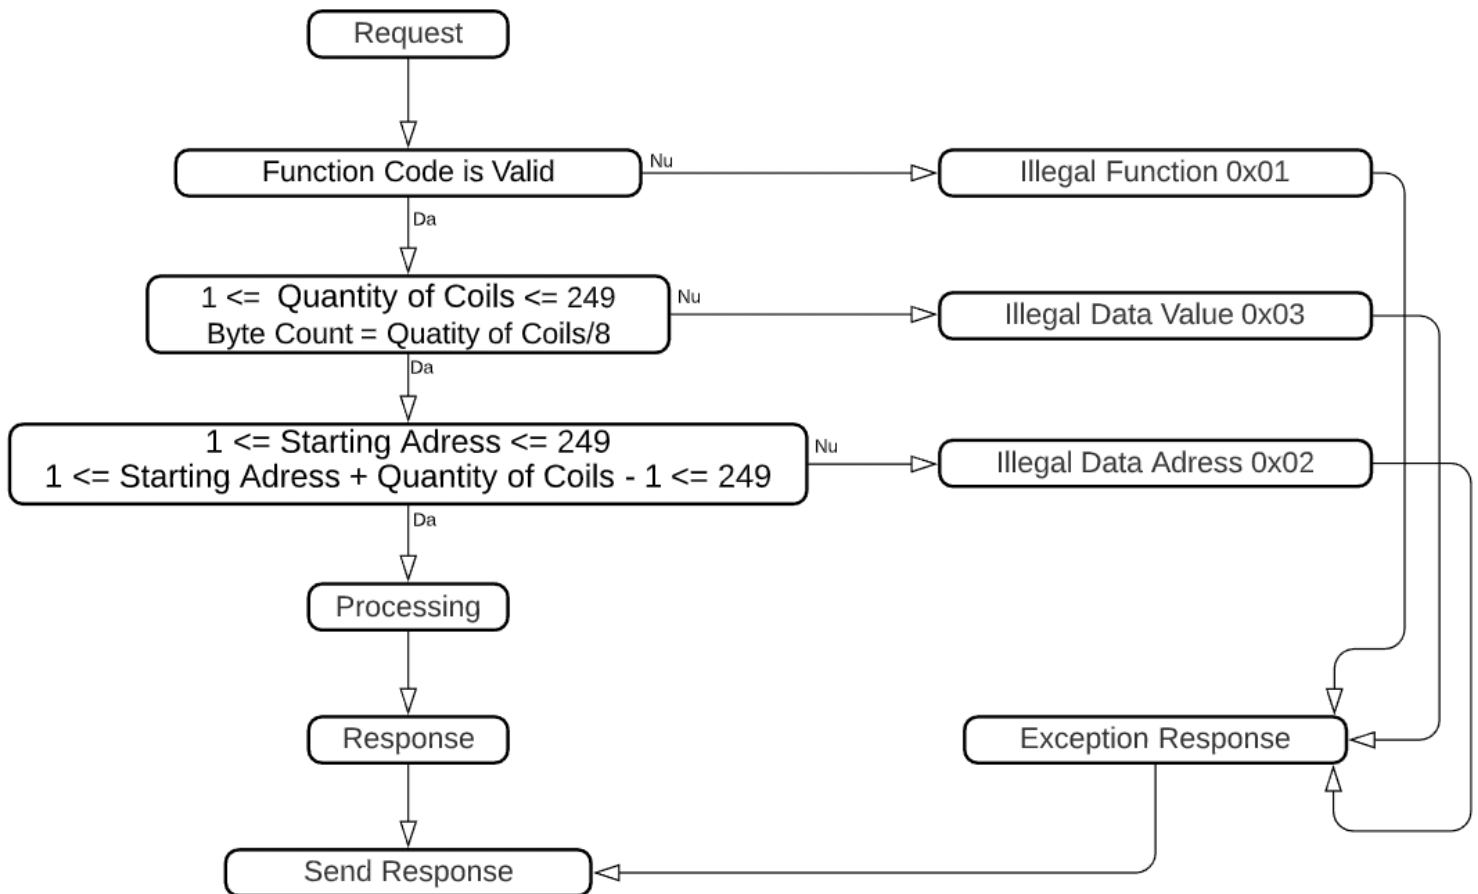 Request
Function Code is Valid
Nu
Illegal Function 0x01
Da
1 <= Quantity of Coils <= 249
Byte Count = Quatity of Coils/8
Nu
Illegal Data Value 0x03
Da
1 <= Starting Adress <= 249
1 <= Starting Adress + Quantity of Coils - 1 <= 249
Nu
Illegal Data Adress 0x02
Da
Processing
Response
Exception Response
Send Response